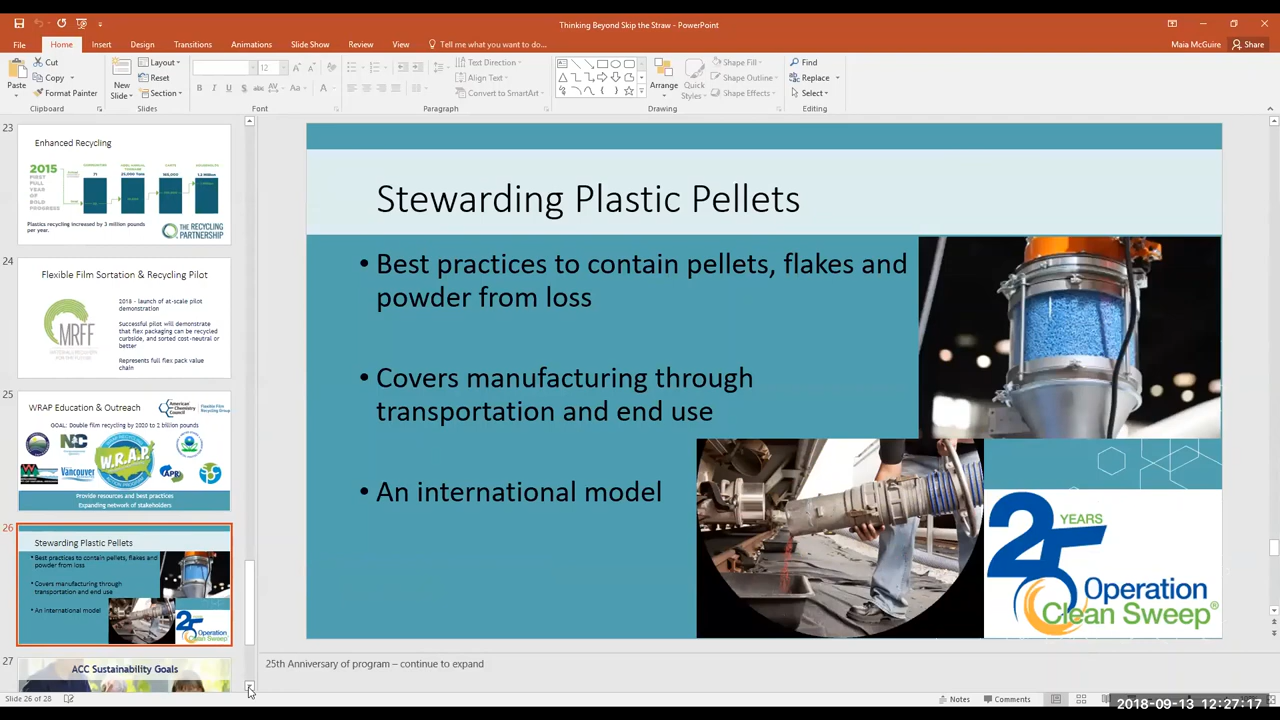 Thinking Beyond Skip the Straw - PowerPoint
File Home Insert Design Transitions Animations Slide Show Review View Tell me what you want to do... Maia McGuire Share
Paste
Cut
Copy
Format Painter
Clipboard
New
Slide
Layout
Reset
Section
Slides
12
B I U S abc AV Aa A
Font
Text Direction
Align Text
Convert to SmartArt
Paragraph
Arrange
Quick
Styles
Shape Fill
Shape Outline
Shape Effects
Drawing
Find
Replace
Select
Editing
23
Enhanced Recycling
2015
FIRST
FULL
YEAR
OF
BOLD
PROGRESS
71
1.2 Million
Plastics recycling increased by 3 million pounds
per year.
THE RECYCLING
PARTNERSHIP
24
Flexible Film Sortation & Recycling Pilot
MRFF
2018 - launch of at-scale pilot
demonstration
Successful pilot will demonstrate
that flex packaging can be recycled
curbside, and sorted cost-neutral or
better
Represents full flex pack value
chain
25
WRAP Education & Outreach
American
Chemistry
Council
Flexible Film
Recycling Group
GOAL: Double film recycling by 2020 to 2 billion pounds
W.R.A.P.
VANCOUVER
APR
Provide resources and best practices
Expanding network of stakeholders
26
Stewarding Plastic Pellets
• Best practices to contain pellets, flakes and
powder from loss
• Covers manufacturing through
transportation and end use
• An international model
25
Operation
Clean Sweep
27
ACC Sustainability Goals
Stewarding Plastic Pellets
• Best practices to contain pellets, flakes and
powder from loss
• Covers manufacturing through
transportation and end use
• An international model
25 YEARS
Operation
Clean Sweep®
25th Anniversary of program – continue to expand
Slide 26 of 28
Notes Comments
2018-09-13 12:27:17